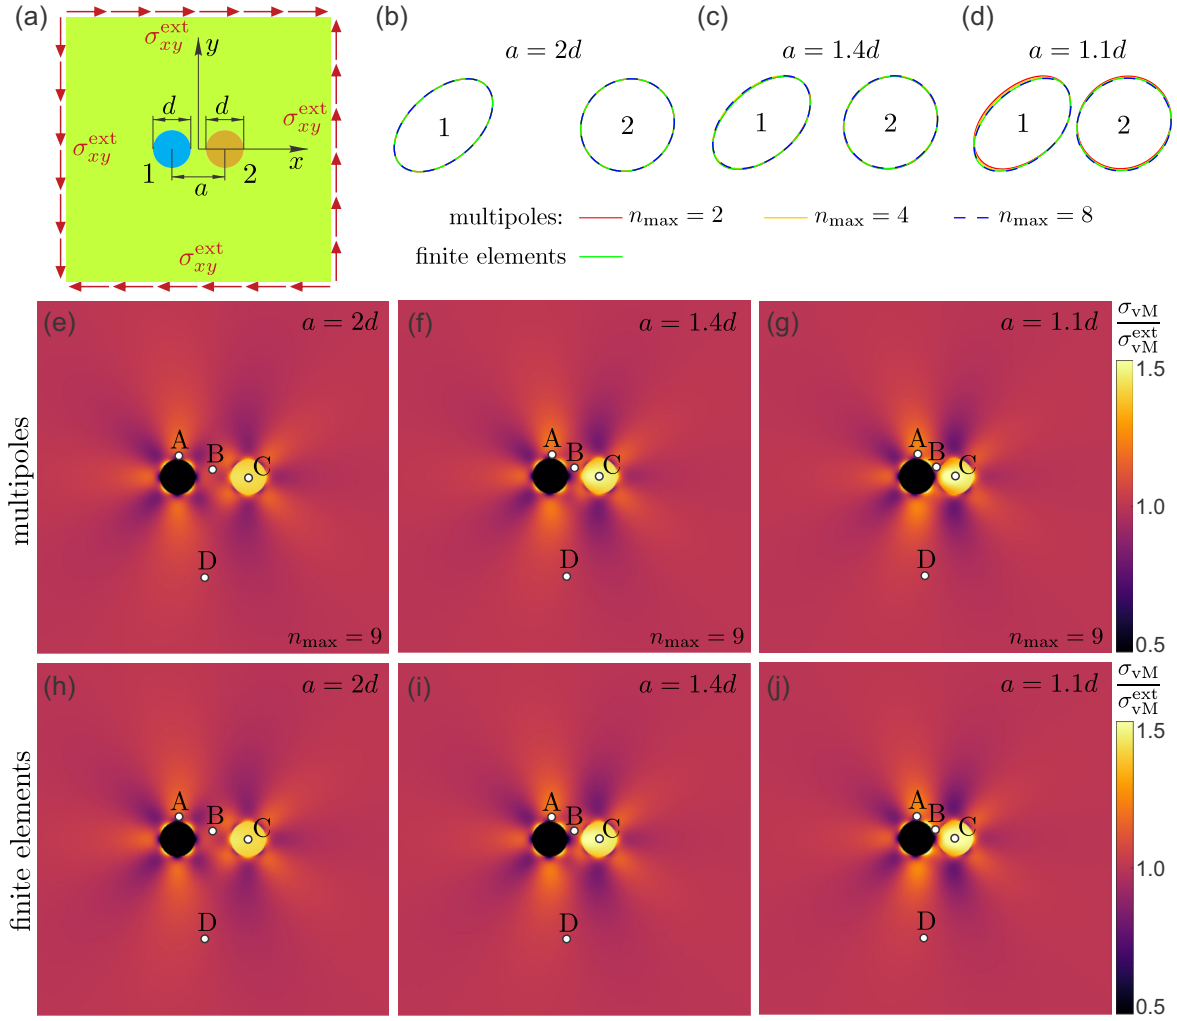 (a)
σ_xy^ext
y
d d
σ_xy^ext
σ_xy^ext
x
1 2
a
σ_xy^ext
(b) (c) (d)
a = 2d a = 1.4d a = 1.1d
1 2 1 2 1 2
multipoles: n_max = 2 n_max = 4 n_max = 8
finite elements
multipoles
(e) a = 2d
A
B
C
D
n_max = 9
(f) a = 1.4d
A
B
C
D
n_max = 9
(g) a = 1.1d
A
B
C
D
n_max = 9
σ_vM
σ_vM^ext
1.5
1.0
0.5
finite elements
(h) a = 2d
A
B
C
D
(i) a = 1.4d
A
B
C
D
(j) a = 1.1d
A
B
C
D
σ_vM
σ_vM^ext
1.5
1.0
0.5